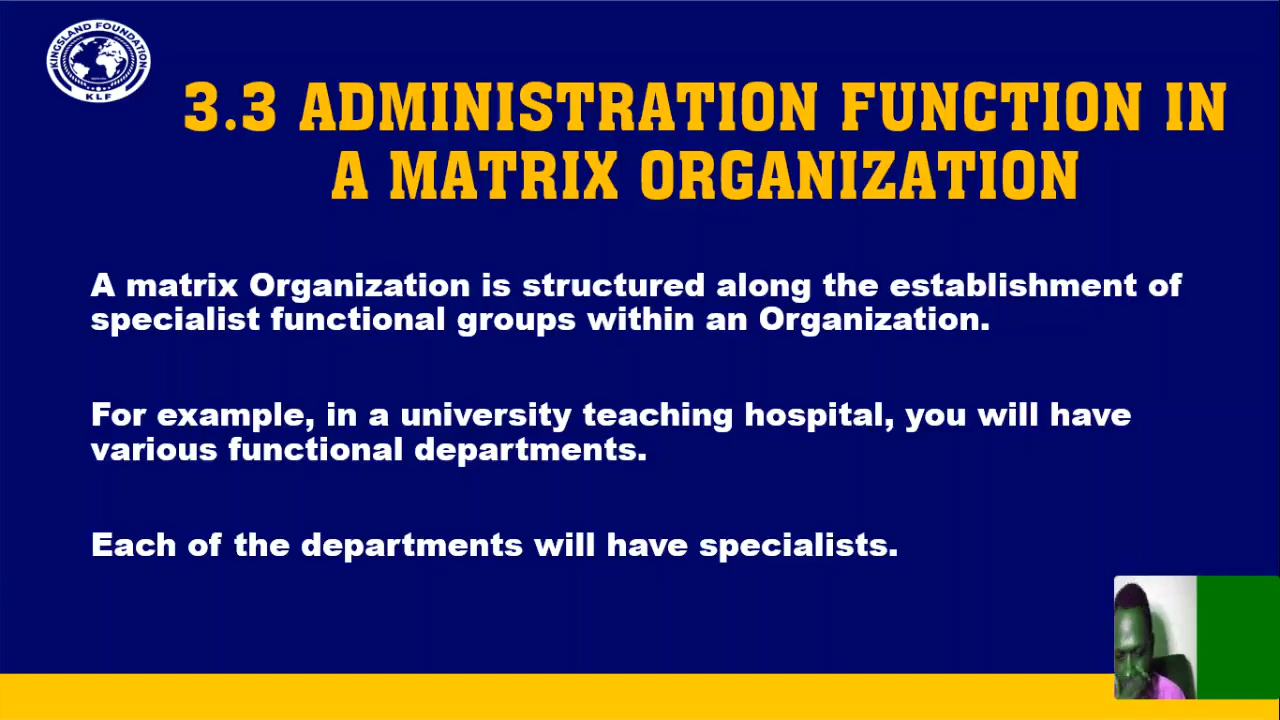 KINGSLAND FOUNDATION
KLF
3.3 ADMINISTRATION FUNCTION IN
A MATRIX ORGANIZATION
A matrix Organization is structured along the establishment of
specialist functional groups within an Organization.
For example, in a university teaching hospital, you will have
various functional departments.
Each of the departments will have specialists.